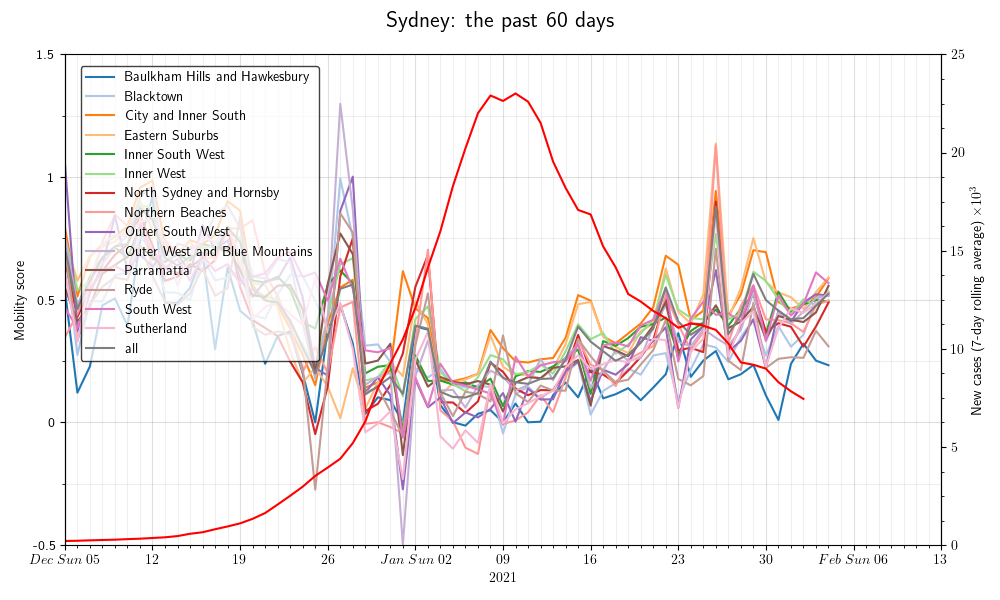 Sydney: the past 60 days
1.5
1
0.5
0
-0.5
Mobility score
Baulkham Hills and Hawkesbury
Blacktown
City and Inner South
Eastern Suburbs
Inner South West
Inner West
North Sydney and Hornsby
Northern Beaches
Outer South West
Outer West and Blue Mountains
Parramatta
Ryde
South West
Sutherland
all
25
20
15
10
5
0
New cases (7-day rolling average) ×10³
Dec Sun 05
12
19
26
Jan Sun 02
09
16
23
30
Feb Sun 06
13
2021